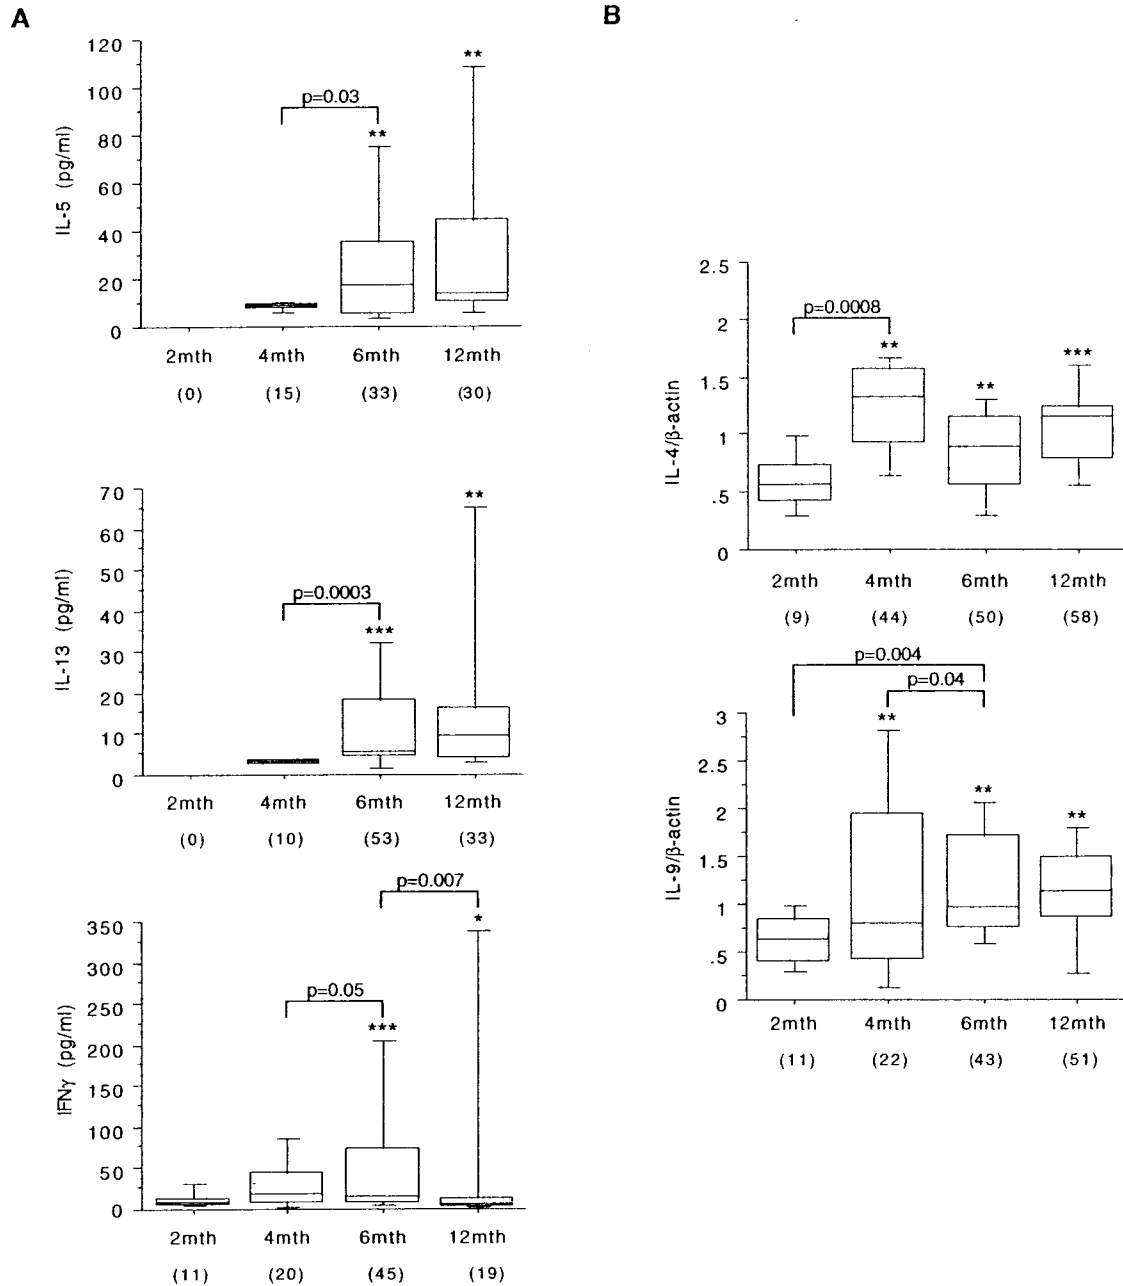 A
B
IL-5 (pg/ml)
120
100
80
60
40
20
0
**
p=0.03
**
2mth 4mth 6mth 12mth
(0) (15) (33) (30)
IL-13 (pg/ml)
70
60
50
40
30
20
10
0
**
p=0.0003
***
2mth 4mth 6mth 12mth
(0) (10) (53) (33)
IFNγ (pg/ml)
350
300
250
200
150
100
50
0
p=0.007
*
p=0.05
***
2mth 4mth 6mth 12mth
(11) (20) (45) (19)
IL-4/β-actin
2.5
2
1.5
1
.5
0
p=0.0008
** ** ***
2mth 4mth 6mth 12mth
(9) (44) (50) (58)
IL-9/β-actin
3
2.5
2
1.5
1
.5
0
p=0.004
p=0.04
** ** **
2mth 4mth 6mth 12mth
(11) (22) (43) (51)